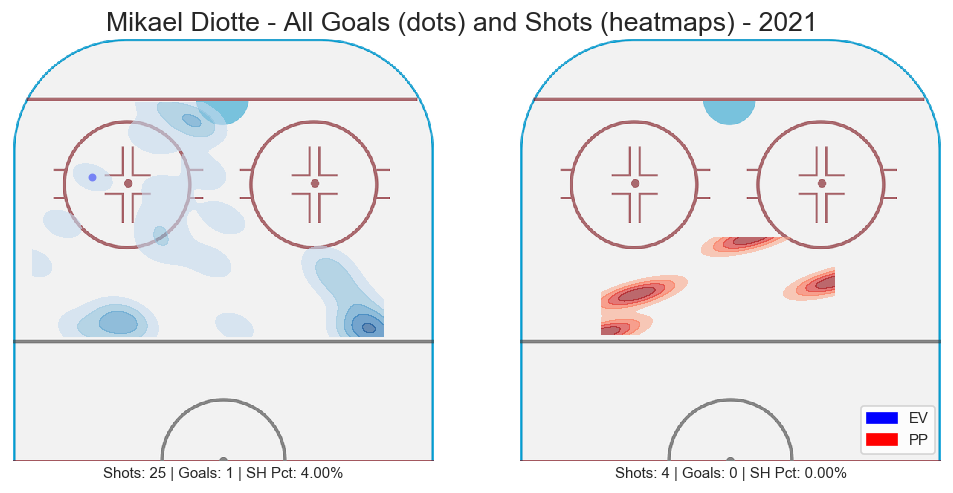 Mikael Diotte - All Goals (dots) and Shots (heatmaps) - 2021
EV
PP
Shots: 25 | Goals: 1 | SH Pct: 4.00%
Shots: 4 | Goals: 0 | SH Pct: 0.00%